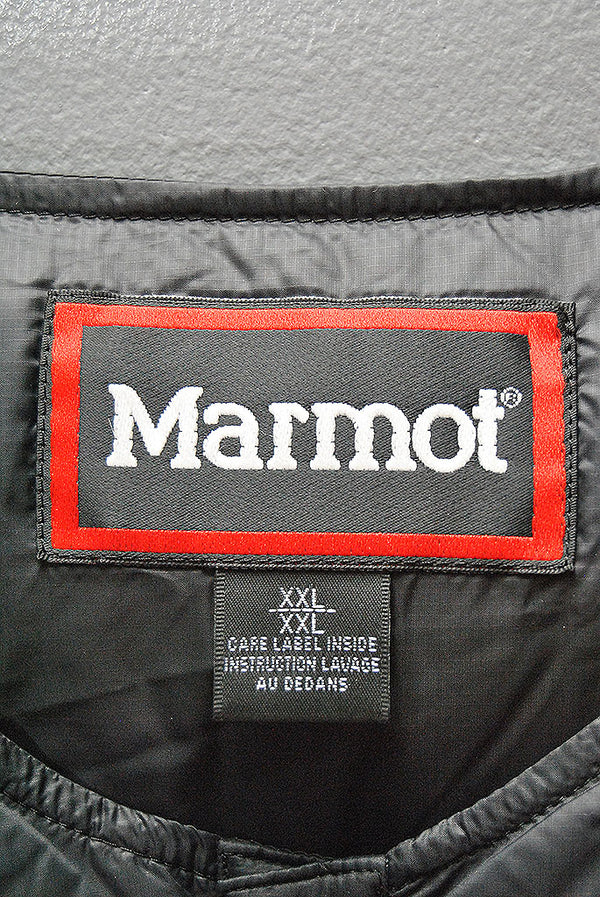 Marmot®
XXL
XXL
CARE LABEL INSIDE
INSTRUCTION LAVAGE
AU DEDANS